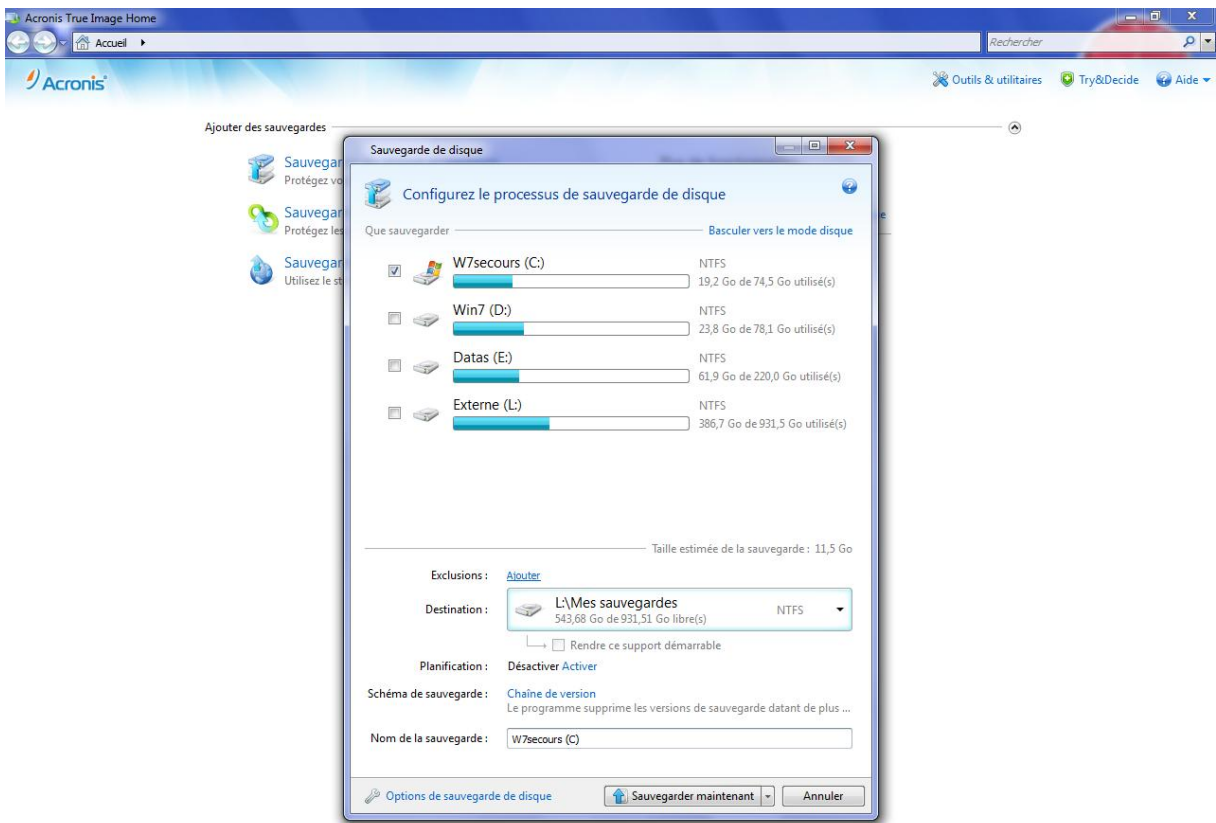 Acronis True Image Home
Accueil
Rechercher
Acronis
Outils & utilitaires
Try&Decide
Aide
Ajouter des sauvegardes
Sauvegar
Protégez vo
Sauvegar
Protégez les
Sauvegar
Utilisez le st
Sauvegarde de disque
Configurez le processus de sauvegarde de disque
Que sauvegarder
Basculer vers le mode disque
W7secours (C:)
NTFS
19,2 Go de 74,5 Go utilisé(s)
Win7 (D:)
NTFS
23,8 Go de 78,1 Go utilisé(s)
Datas (E:)
NTFS
61,9 Go de 220,0 Go utilisé(s)
Externe (L:)
NTFS
386,7 Go de 931,5 Go utilisé(s)
Taille estimée de la sauvegarde : 11,5 Go
Exclusions : Ajouter
Destination : L:\Mes sauvegardes NTFS
543,68 Go de 931,51 Go libre(s)
Rendre ce support démarrable
Planification : Désactiver Activer
Schéma de sauvegarde : Chaîne de version
Le programme supprime les versions de sauvegarde datant de plus ...
Nom de la sauvegarde : W7secours (C)
Options de sauvegarde de disque
Sauvegarder maintenant
Annuler